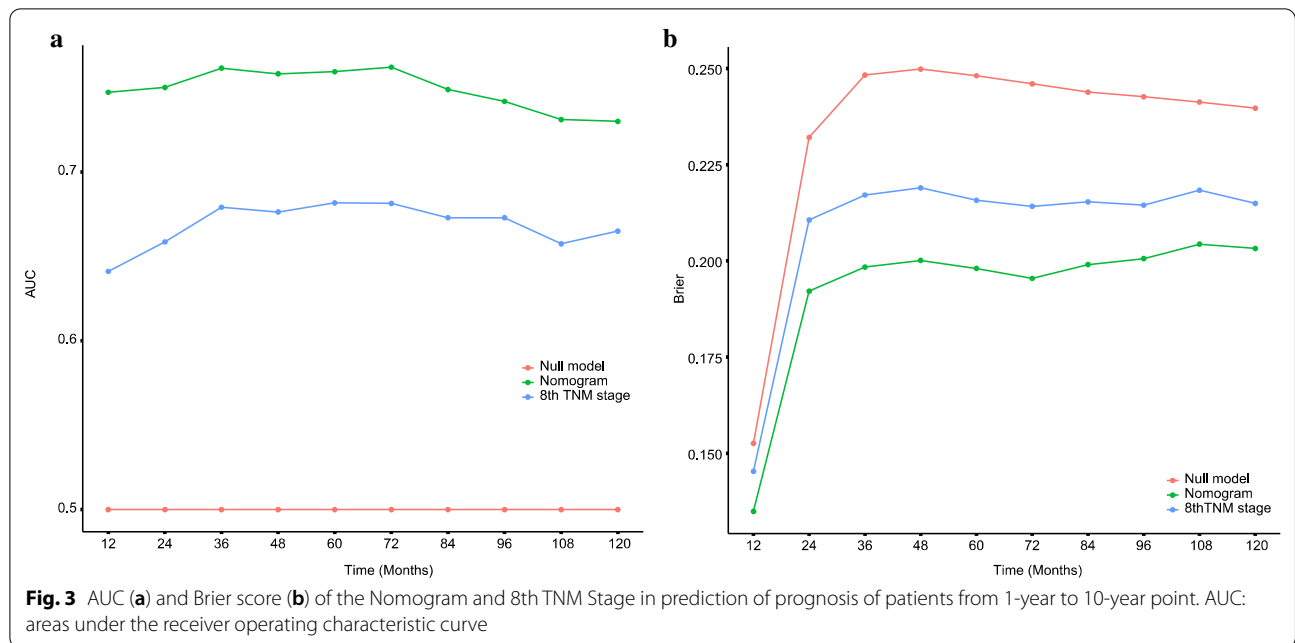 a
AUC
0.7
0.6
0.5
Null model
Nomogram
8th TNM stage
12 24 36 48 60 72 84 96 108 120
Time (Months)
b
Brier
0.250
0.225
0.200
0.175
0.150
Null model
Nomogram
8thTNM stage
12 24 36 48 60 72 84 96 108 120
Time (Months)
Fig. 3 AUC (a) and Brier score (b) of the Nomogram and 8th TNM Stage in prediction of prognosis of patients from 1-year to 10-year point. AUC:
areas under the receiver operating characteristic curve